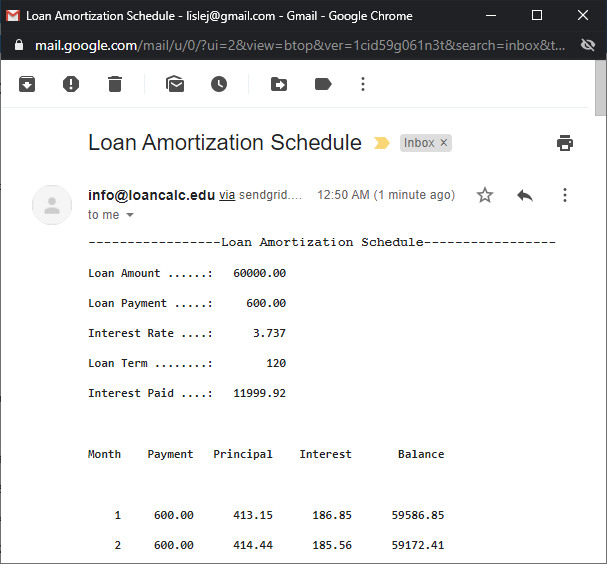 Loan Amortization Schedule - lislej@gmail.com - Gmail - Google Chrome
mail.google.com/mail/u/0/?ui=2&view=btop&ver=1cid59g061n3t&search=inbox&t...
Loan Amortization Schedule Inbox ×
info@loancalc.edu via sendgrid.... 12:50 AM (1 minute ago)
to me
-----------------Loan Amortization Schedule-----------------
Loan Amount ......: 60000.00
Loan Payment .....: 600.00
Interest Rate ....: 3.737
Loan Term ........: 120
Interest Paid ....: 11999.92
Month Payment Principal Interest Balance
1 600.00 413.15 186.85 59586.85
2 600.00 414.44 185.56 59172.41